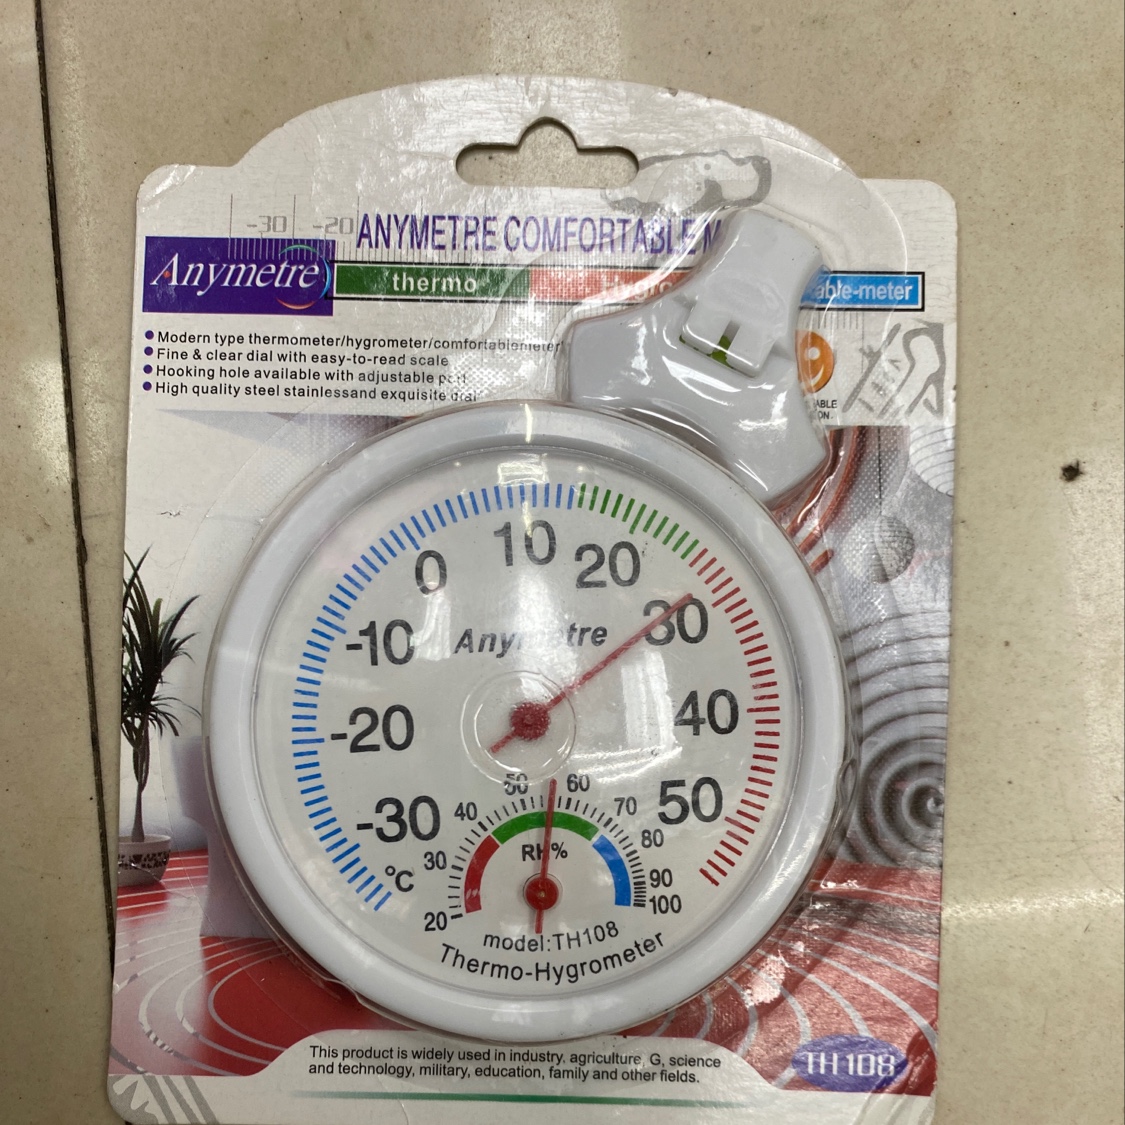 -30 -20
ANYMETRE COMFORTABLE
Anymetre
thermo able-meter
Modern type thermometer/hygrometer/comfortablemeter
Fine & clear dial with easy-to-read scale
Hooking hole available with adjustable
High quality steel stainlessand exquisite
10
0 20
-10 Anymetre 30
-20 40
-30 50
°C
50 60
40 70
30 RH% 80
90
20 100
model:TH108
Thermo-Hygrometer
This product is widely used in industry, agriculture, G, science
and technology, military, education, family and other fields.
TH108